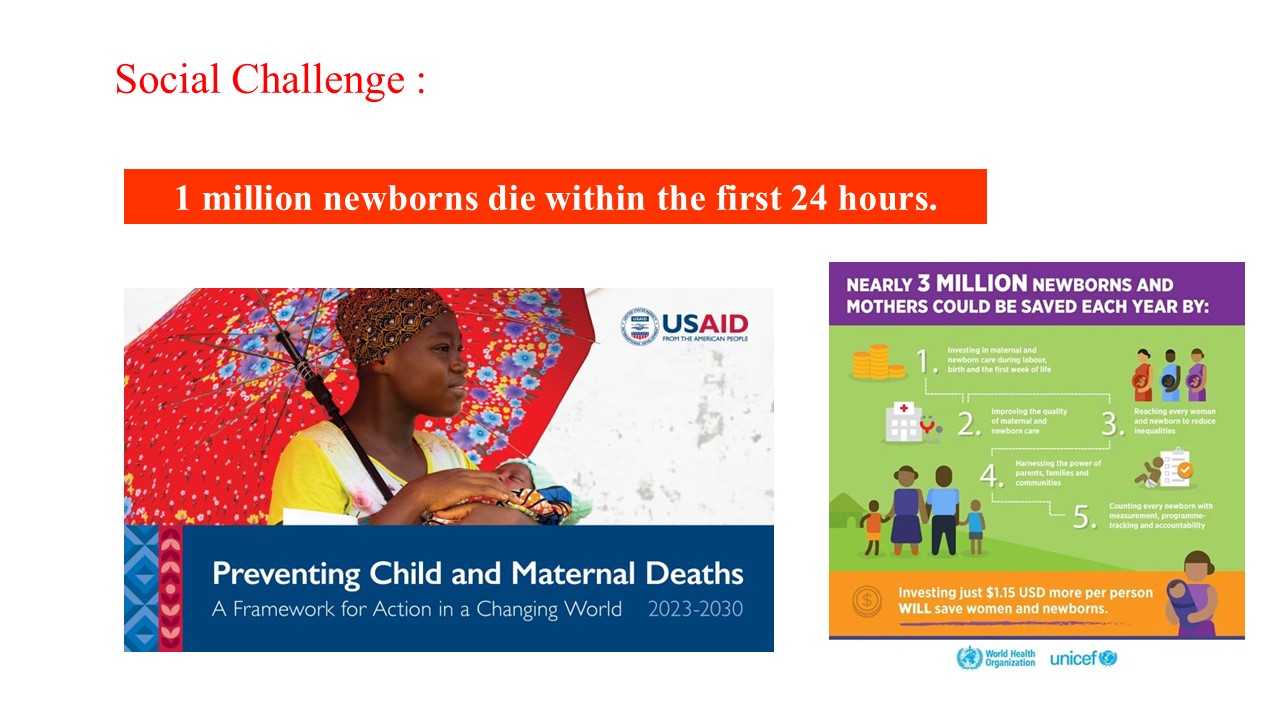 Social Challenge :
1 million newborns die within the first 24 hours.
USAID
FROM THE AMERICAN PEOPLE
Preventing Child and Maternal Deaths
A Framework for Action in a Changing World 2023-2030
NEARLY 3 MILLION NEWBORNS AND
MOTHERS COULD BE SAVED EACH YEAR BY:
1.
Investing in maternal and
newborn care during labour,
birth and the first week of life
2.
Improving the quality
of maternal and
newborn care
3.
Reaching every woman
and newborn to reduce
inequalities
4.
Harnessing the power of
parents, families and
communities
5.
Counting every newborn with
measurement, programme-
tracking and accountability
Investing just $1.15 USD more per person
WILL save women and newborns.
World Health
Organization
unicef